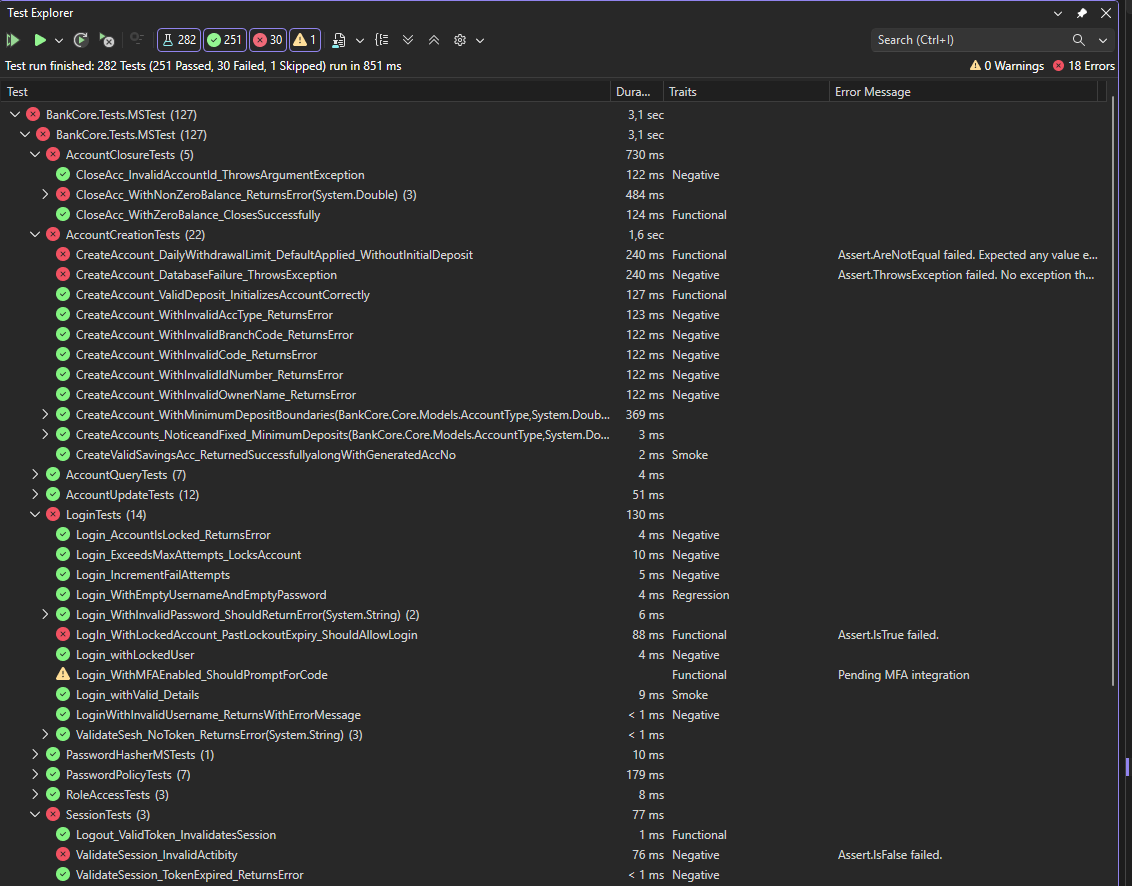 Test Explorer
282 251 30 1 Search (Ctrl+I)
Test run finished: 282 Tests (251 Passed, 30 Failed, 1 Skipped) run in 851 ms 0 Warnings 18 Errors
Test Dura... Traits Error Message
BankCore.Tests.MSTest (127) 3,1 sec
BankCore.Tests.MSTest (127) 3,1 sec
AccountClosureTests (5) 730 ms
CloseAcc_InvalidAccountId_ThrowsArgumentException 122 ms Negative
CloseAcc_WithNonZeroBalance_ReturnsError(System.Double) (3) 484 ms
CloseAcc_WithZeroBalance_ClosesSuccessfully 124 ms Functional
AccountCreationTests (22) 1,6 sec
CreateAccount_DailyWithdrawalLimit_DefaultApplied_WithoutInitialDeposit 240 ms Functional Assert.AreNotEqual failed. Expected any value e...
CreateAccount_DatabaseFailure_ThrowsException 240 ms Negative Assert.ThrowsException failed. No exception th...
CreateAccount_ValidDeposit_InitializesAccountCorrectly 127 ms Functional
CreateAccount_WithInvalidAccType_ReturnsError 123 ms Negative
CreateAccount_WithInvalidBranchCode_ReturnsError 122 ms Negative
CreateAccount_WithInvalidCode_ReturnsError 122 ms Negative
CreateAccount_WithInvalidIdNumber_ReturnsError 122 ms Negative
CreateAccount_WithInvalidOwnerName_ReturnsError 122 ms Negative
CreateAccount_WithMinimumDepositBoundaries(BankCore.Core.Models.AccountType,System.Doub... 369 ms
CreateAccounts_NoticeandFixed_MinimumDeposits(BankCore.Core.Models.AccountType,System.Do... 3 ms
CreateValidSavingsAcc_ReturnedSuccessfullyalongWithGeneratedAccNo 2 ms Smoke
AccountQueryTests (7) 4 ms
AccountUpdateTests (12) 51 ms
LoginTests (14) 130 ms
Login_AccountIsLocked_ReturnsError 4 ms Negative
Login_ExceedsMaxAttempts_LocksAccount 10 ms Negative
Login_IncrementFailAttempts 5 ms Negative
Login_WithEmptyUsernameAndEmptyPassword 4 ms Regression
Login_WithInvalidPassword_ShouldReturnError(System.String) (2) 6 ms
LogIn_WithLockedAccount_PastLockoutExpiry_ShouldAllowLogin 88 ms Functional Assert.IsTrue failed.
Login_withLockedUser 4 ms Negative
Login_WithMFAEnabled_ShouldPromptForCode Functional Pending MFA integration
Login_withValid_Details 9 ms Smoke
LoginWithInvalidUsername_ReturnsWithErrorMessage < 1 ms Negative
ValidateSesh_NoToken_ReturnsError(System.String) (3) < 1 ms
PasswordHasherMSTests (1) 10 ms
PasswordPolicyTests (7) 179 ms
RoleAccessTests (3) 8 ms
SessionTests (3) 77 ms
Logout_ValidToken_InvalidatesSession 1 ms Functional
ValidateSession_InvalidActibity 76 ms Negative Assert.IsFalse failed.
ValidateSession_TokenExpired_ReturnsError < 1 ms Negative